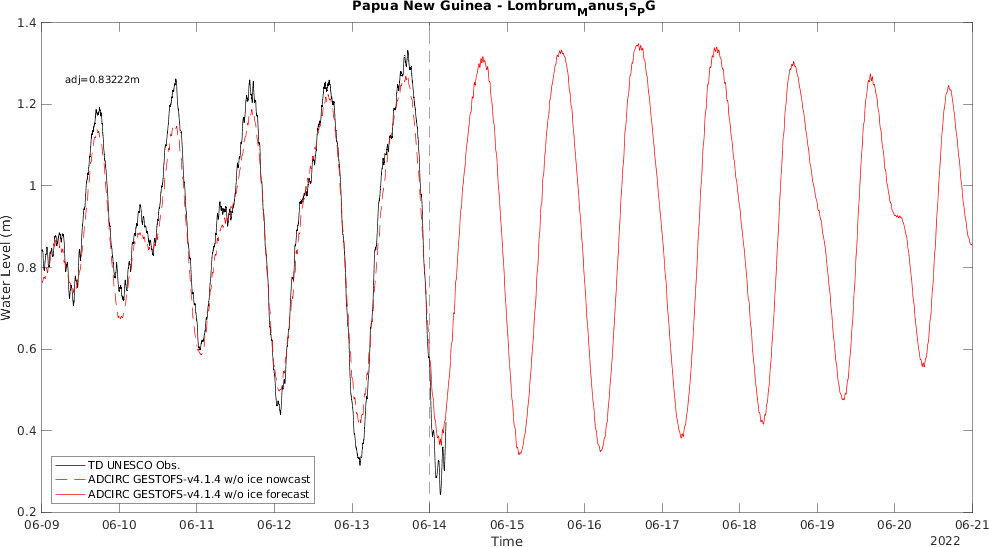 Papua New Guinea - LombrumManusIsPG
adj=0.83222m
1.4
1.2
1
0.8
0.6
0.4
0.2
Water Level (m)
TD UNESCO Obs.
ADCIRC GESTOFS-v4.1.4 w/o ice nowcast
ADCIRC GESTOFS-v4.1.4 w/o ice forecast
06-09 06-10 06-11 06-12 06-13 06-14 06-15 06-16 06-17 06-18 06-19 06-20 06-21
Time
2022